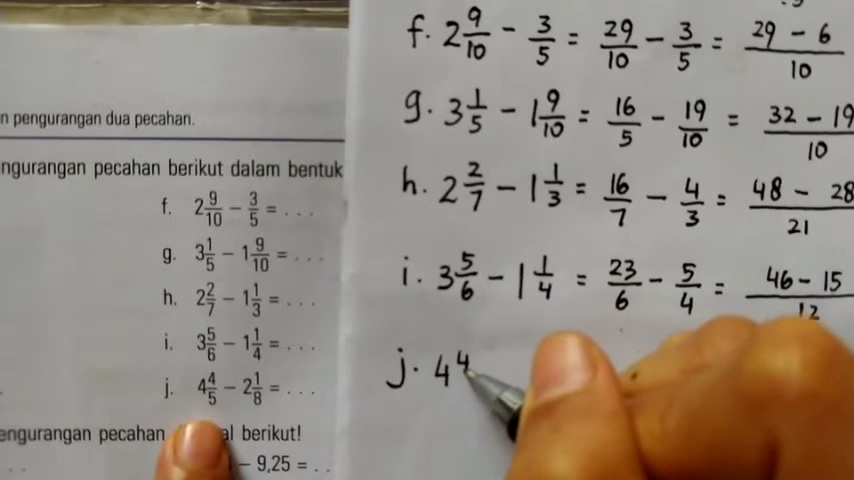 n pengurangan dua pecahan.
ngurangan pecahan berikut dalam bentuk
f. 2 9/10 - 3/5 = . . .
g. 3 1/5 - 1 9/10 = . . .
h. 2 2/7 - 1 1/3 = . . .
i. 3 5/6 - 1 1/4 = . . .
j. 4 4/5 - 2 1/8 = . . .
engurangan pecahan al berikut!
- 9,25 = . .
f. 2 9/10 - 3/5 = 29/10 - 3/5 = 29 - 6/10
g. 3 1/5 - 1 9/10 = 16/5 - 19/10 = 32 - 19/10
h. 2 2/7 - 1 1/3 = 16/7 - 4/3 = 48 - 28/21
i. 3 5/6 - 1 1/4 = 23/6 - 5/4 = 46 - 15/12
j. 4 4